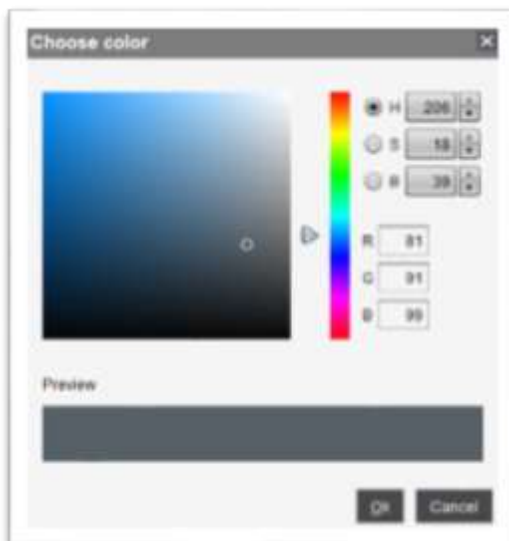 Choose color
H 206
S 18
B 39
R 81
G 91
B 99
Preview
Ok Cancel